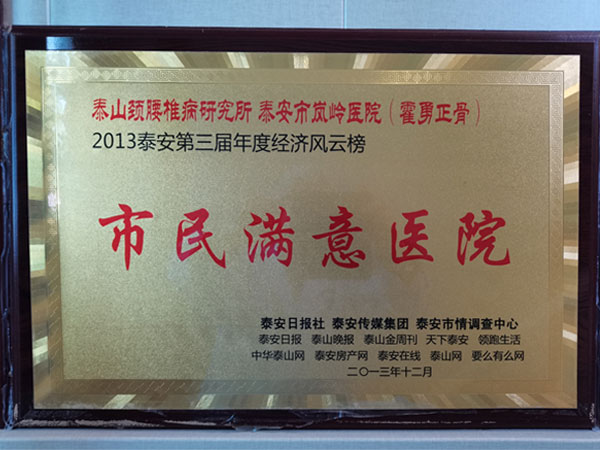 泰山颈腰椎病研究所 泰安市岚岭医院（霍勇正骨）
2013泰安第三届年度经济风云榜
市民满意医院
泰安日报社 泰安传媒集团 泰安市情调查中心
泰安日报 泰山晚报 泰山金周刊 天下泰安 领跑生活
中华泰山网 泰安房产网 泰安在线 泰山网 要么有么网
二〇一三年十二月